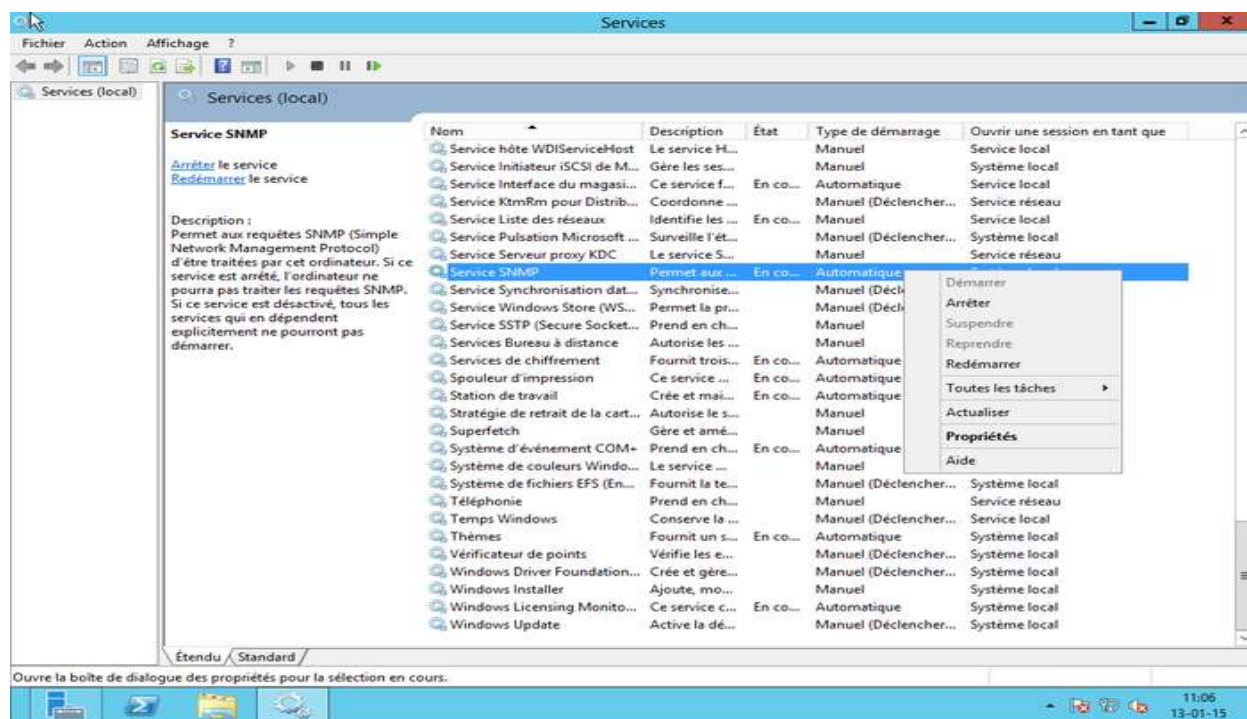 Services
Fichier Action Affichage ?
Services (local)
Services (local)
Service SNMP
Arrêter le service
Redémarrer le service
Description :
Permet aux requêtes SNMP (Simple
Network Management Protocol)
d'être traitées par cet ordinateur. Si ce
service est arrêté, l'ordinateur ne
pourra pas traiter les requêtes SNMP.
Si ce service est désactivé, tous les
services qui en dépendent
explicitement ne pourront pas
démarrer.
Nom Description État Type de démarrage Ouvrir une session en tant que
Service hôte WDIServiceHost Le service H... Manuel Service local
Service Initiateur iSCSI de M... Gère les ses... Manuel Système local
Service Interface du magasi... Ce service f... En co... Automatique Service local
Service KtmRm pour Distrib... Coordonne ... Manuel (Déclencher... Service réseau
Service Liste des réseaux Identifie les ... En co... Manuel Service local
Service Pulsation Microsoft ... Surveille l'ét... Manuel (Déclencher... Système local
Service Serveur proxy KDC Le service S... Manuel Service réseau
Service SNMP Permet aux ... En co... Automatique
Service Synchronisation dat... Synchronise... Manuel (Décl
Service Windows Store (WS... Permet la pr... Manuel (Décl
Service SSTP (Secure Socket... Prend en ch... Manuel
Services Bureau à distance Autorise les ... Manuel
Services de chiffrement Fournit trois... En co... Automatique
Spouleur d'impression Ce service ... En co... Automatique
Station de travail Crée et mai... En co... Automatique
Stratégie de retrait de la cart... Autorise le s... Manuel
Superfetch Gère et amé... Manuel
Système d'événement COM+ Prend en ch... En co... Automatique
Système de couleurs Windo... Le service ... Manuel
Système de fichiers EFS (En... Fournit la te... Manuel (Déclencher... Système local
Téléphonie Prend en ch... Manuel Service réseau
Temps Windows Conserve la ... Manuel (Déclencher... Service local
Thèmes Fournit un s... En co... Automatique Système local
Vérificateur de points Vérifie les e... Manuel (Déclencher... Système local
Windows Driver Foundation... Crée et gère... Manuel (Déclencher... Système local
Windows Installer Ajoute, mo... Manuel Système local
Windows Licensing Monito... Ce service c... En co... Automatique Système local
Windows Update Active la dé... Manuel (Déclencher... Système local
Démarrer
Arrêter
Suspendre
Reprendre
Redémarrer
Toutes les tâches
Actualiser
Propriétés
Aide
Étendu Standard
Ouvre la boîte de dialogue des propriétés pour la sélection en cours.
11:06
13-01-15